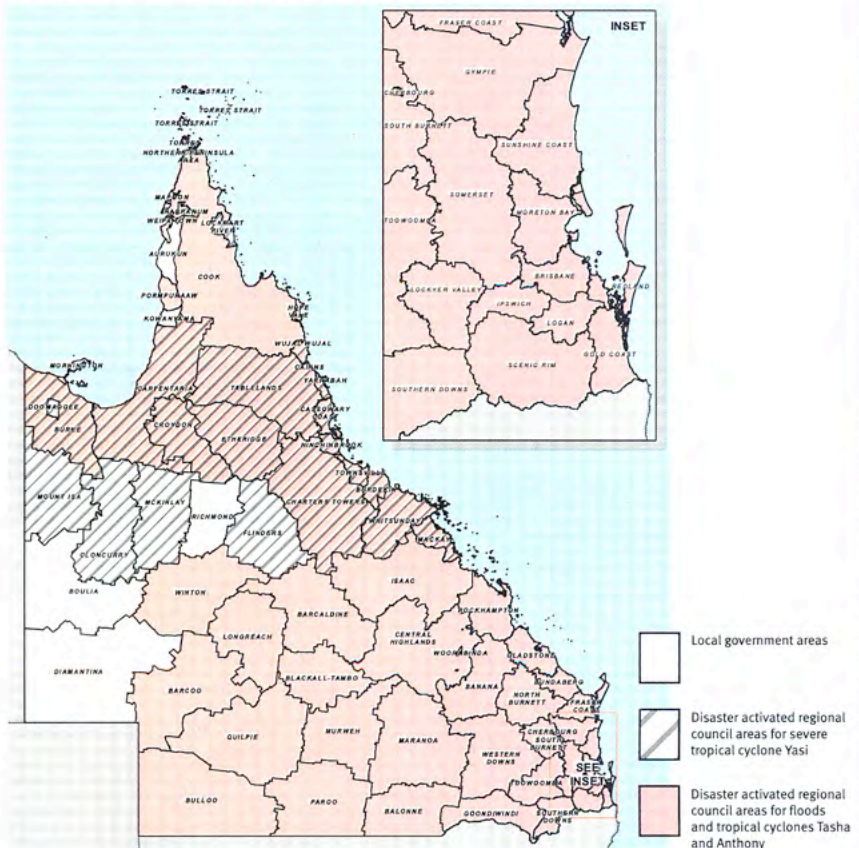 TORRES STRAIT
TORRES STRAIT
TORRES STRAIT
TORRES
NORTHERN PENINSULA
AREA
MAPOON
NAPRANUM
WEIPA TOWN
LOCKHART
RIVER
AURUKUN
COOK
PORMPURAAW
HOPE
VALE
KOWANYAMA
WUJAL WUJAL
MORNINGTON
CARPENTARIA
TABLELANDS
CAIRNS
YARRABAH
DOOMADGEE
BURKE
CROYDON
CASSOWARY
COAST
ETHERIDGE
HINCHINBROOK
TOWNSVILLE
BURDEKIN
MOUNT ISA
MCKINLAY
RICHMOND
CHARTERS TOWERS
WHITSUNDAY
FLINDERS
MACKAY
CLONCURRY
BOULIA
WINTON
ISAAC
BARCALDINE
ROCKHAMPTON
LONGREACH
CENTRAL
HIGHLANDS
WOORABINDA
GLADSTONE
DIAMANTINA
BLACKALL-TAMBO
BANANA
BUNDABERG
BARCOO
NORTH
BURNETT
FRASER
COAST
QUILPIE
MURWEH
MARANOA
CHERBOURG
SOUTH
BURNETT
WESTERN
DOWNS
SEE
INSET
TOOWOOMBA
BULLOO
PAROO
BALONNE
GOONDIWINDI
SOUTHERN
DOWNS
INSET
FRASER COAST
GYMPIE
CHERBOURG
SOUTH BURNETT
SUNSHINE COAST
SOMERSET
TOOWOOMBA
MORETON BAY
BRISBANE
REDLAND
LOCKYER VALLEY
IPSWICH
LOGAN
SCENIC RIM
GOLD COAST
SOUTHERN DOWNS
Local government areas
Disaster activated regional
council areas for severe
tropical cyclone Yasi
Disaster activated regional
council areas for floods
and tropical cyclones Tasha
and Anthony